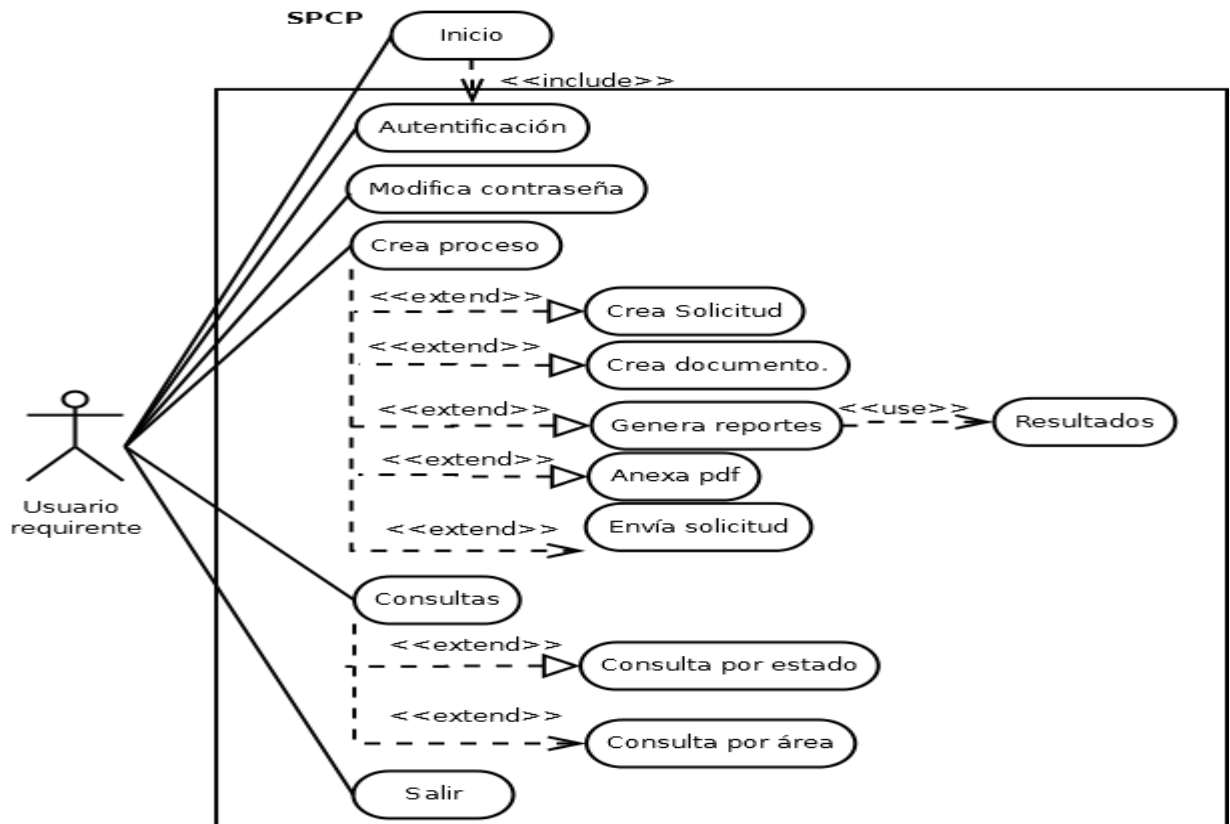 SPCP
Inicio
<<include>>
Autentificación
Modifica contraseña
Crea proceso
<<extend>>
Crea Solicitud
<<extend>>
Crea documento.
<<extend>>
Genera reportes
<<use>>
Resultados
<<extend>>
Anexa pdf
<<extend>>
Envía solicitud
Usuario
requirente
Consultas
<<extend>>
Consulta por estado
<<extend>>
Consulta por área
Salir